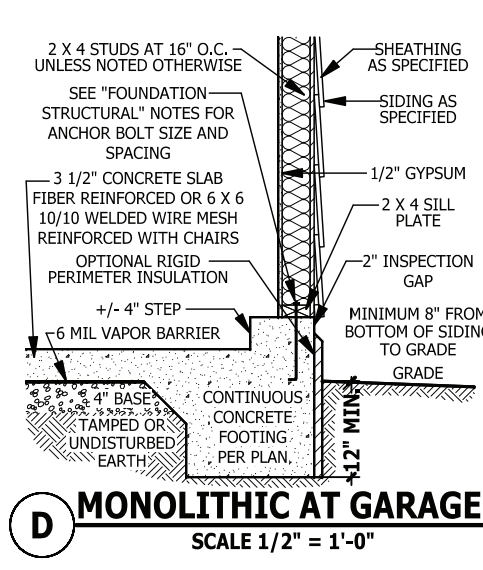 2 X 4 STUDS AT 16" O.C.
UNLESS NOTED OTHERWISE
SEE "FOUNDATION
STRUCTURAL" NOTES FOR
ANCHOR BOLT SIZE AND
SPACING
3 1/2" CONCRETE SLAB
FIBER REINFORCED OR 6 X 6
10/10 WELDED WIRE MESH
REINFORCED WITH CHAIRS
OPTIONAL RIGID
PERIMETER INSULATION
+/- 4" STEP
6 MIL VAPOR BARRIER
4" BASE
TAMPED OR
UNDISTURBED
EARTH
CONTINUOUS
CONCRETE
FOOTING
PER PLAN
SHEATHING
AS SPECIFIED
SIDING AS
SPECIFIED
1/2" GYPSUM
2 X 4 SILL
PLATE
2" INSPECTION
GAP
MINIMUM 8" FROM
BOTTOM OF SIDING
TO GRADE
GRADE
12" MIN.
D
MONOLITHIC AT GARAGE
SCALE 1/2" = 1'-0"